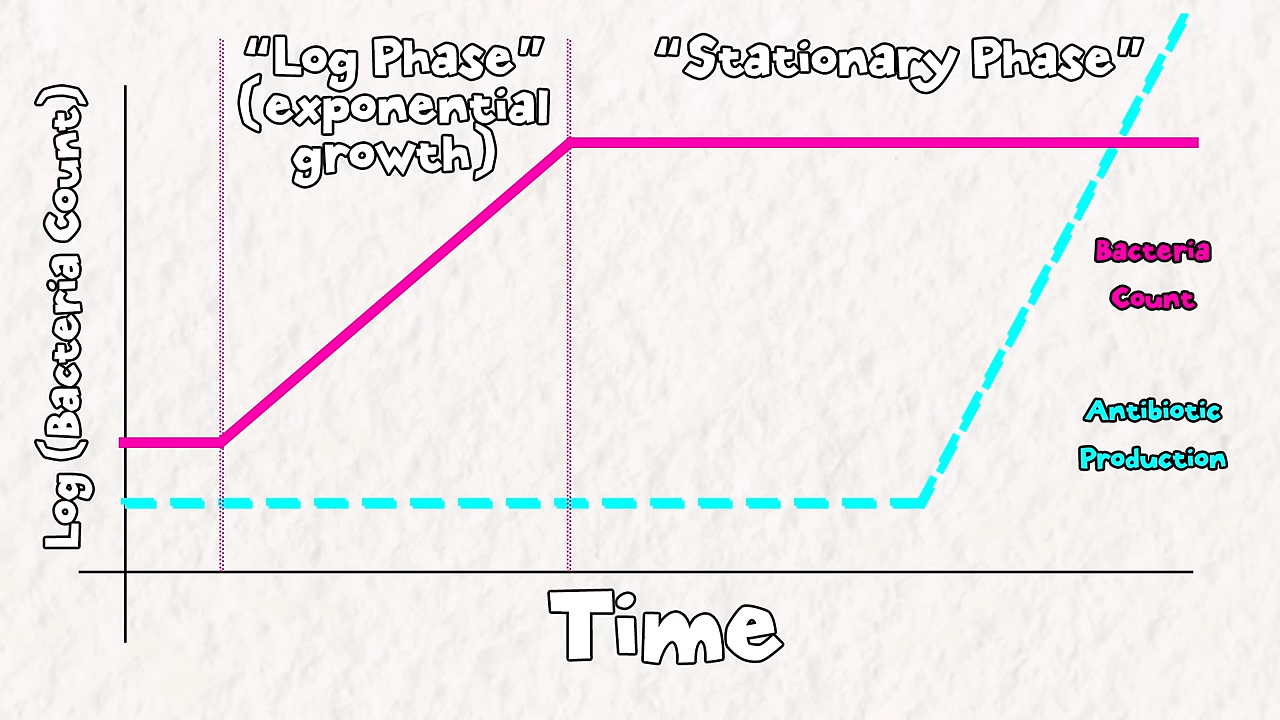 “Log Phase”
(exponential
growth)
“Stationary Phase”
Log (Bacteria Count)
Bacteria
Count
Antibiotic
Production
Time